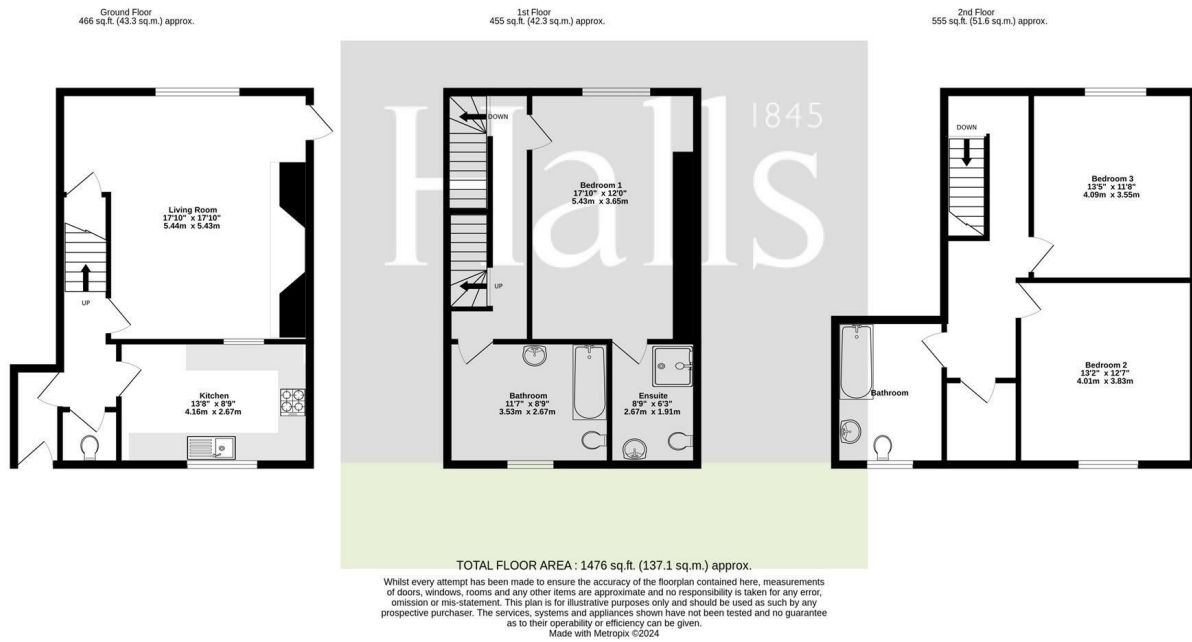 Ground Floor
466 sq.ft. (43.3 sq.m.) approx.
1st Floor
455 sq.ft. (42.3 sq.m.) approx.
2nd Floor
555 sq.ft. (51.6 sq.m.) approx.
Halls
1845
Living Room
17'10" x 17'10"
5.44m x 5.43m
UP
Kitchen
13'8" x 8'9"
4.16m x 2.67m
DOWN
UP
Bedroom 1
17'10" x 12'0"
5.43m x 3.65m
Bathroom
11'7" x 8'9"
3.53m x 2.67m
Ensuite
8'9" x 6'3"
2.67m x 1.91m
DOWN
Bedroom 3
13'5" x 11'8"
4.09m x 3.55m
Bedroom 2
13'2" x 12'7"
4.01m x 3.83m
Bathroom
TOTAL FLOOR AREA : 1476 sq.ft. (137.1 sq.m.) approx.
Whilst every attempt has been made to ensure the accuracy of the floorplan contained here, measurements
of doors, windows, rooms and any other items are approximate and no responsibility is taken for any error,
omission or mis-statement. This plan is for illustrative purposes only and should be used as such by any
prospective purchaser. The services, systems and appliances shown have not been tested and no guarantee
as to their operability or efficiency can be given.
Made with Metropix ©2024